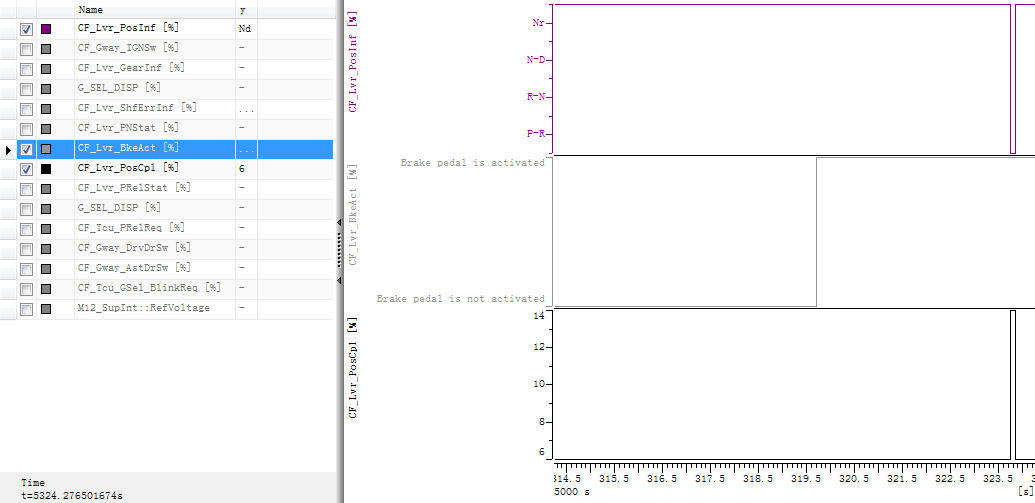 Name y
CF_Lvr_PosInf [%] Nd
CF_Gway_IGNSw [%] -
CF_Lvr_GearInf [%] -
G_SEL_DISP [%] -
CF_Lvr_ShfErrInf [%] ...
CF_Lvr_PNStat [%] -
CF_Lvr_BkeAct [%] ...
CF_Lvr_PosCpl [%] 6
CF_Lvr_PRelStat [%] -
G_SEL_DISP [%] -
CF_Tcu_PRelReq [%] -
CF_Gway_DrvDrSw [%] -
CF_Gway_AstDrSw [%] -
CF_Tcu_GSel_BlinkReq [%] -
M12_SupInt::RefVoltage -
Time
t=5324.276501674s
CF_Lvr_PosInf [%]
Nr
N-D
R-N
P-R
CF_Lvr_BkeAct [%]
Brake pedal is activated
Brake pedal is not activated
CF_Lvr_PosCpl [%]
14
12
10
8
6
314.5 315.5 316.5 317.5 318.5 319.5 320.5 321.5 322.5 323.5
5000 s [s]